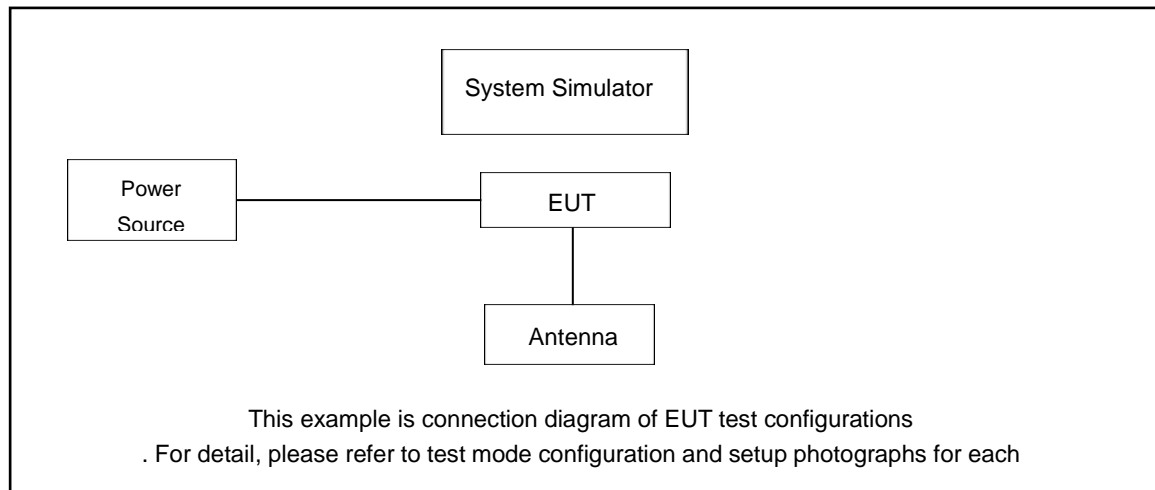 System Simulator
Power
Source
EUT
Antenna
This example is connection diagram of EUT test configurations
. For detail, please refer to test mode configuration and setup photographs for each